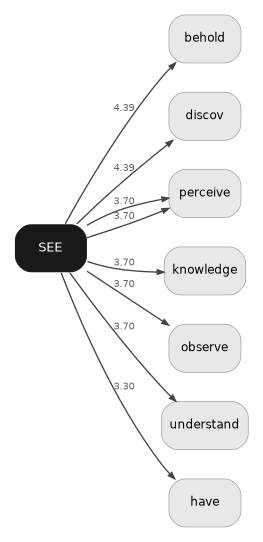 behold
4.39
discov
4.39
3.70
perceive
3.70
SEE
3.70
knowledge
3.70
observe
3.70
understand
3.30
have